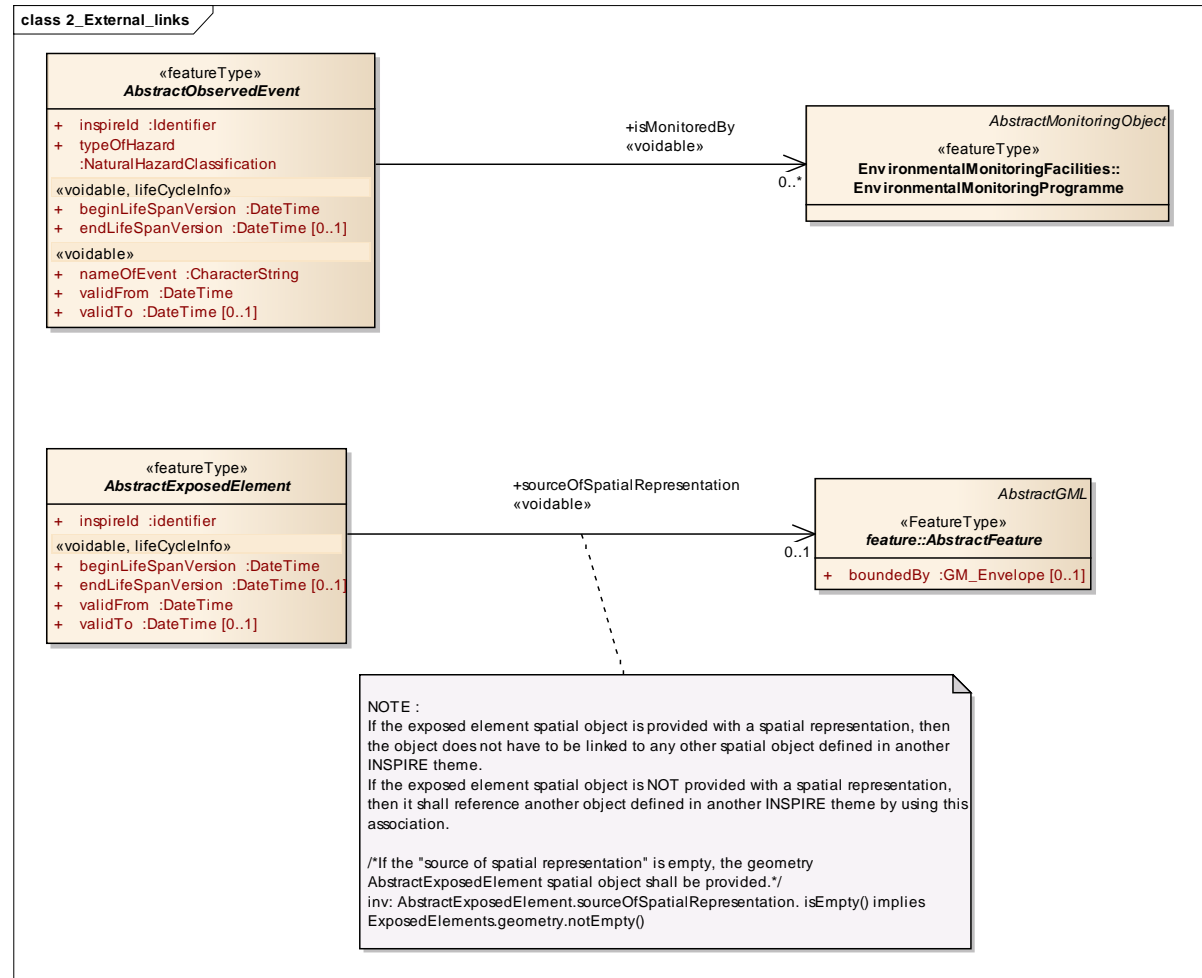 class 2_External_links
«featureType»
AbstractObservedEvent
+ inspireId :Identifier
+ typeOfHazard
:NaturalHazardClassification
«voidable, lifeCycleInfo»
+ beginLifeSpanVersion :DateTime
+ endLifeSpanVersion :DateTime [0..1]
«voidable»
+ nameOfEvent :CharacterString
+ validFrom :DateTime
+ validTo :DateTime [0..1]
+isMonitoredBy
«voidable»
0..*
AbstractMonitoringObject
«featureType»
EnvironmentalMonitoringFacilities::
EnvironmentalMonitoringProgramme
«featureType»
AbstractExposedElement
+ inspireId :identifier
«voidable, lifeCycleInfo»
+ beginLifeSpanVersion :DateTime
+ endLifeSpanVersion :DateTime [0..1]
+ validFrom :DateTime
+ validTo :DateTime [0..1]
+sourceOfSpatialRepresentation
«voidable»
0..1
AbstractGML
«FeatureType»
feature::AbstractFeature
+ boundedBy :GM_Envelope [0..1]
NOTE :
If the exposed element spatial object is provided with a spatial representation, then
the object does not have to be linked to any other spatial object defined in another
INSPIRE theme.
If the exposed element spatial object is NOT provided with a spatial representation,
then it shall reference another object defined in another INSPIRE theme by using this
association.
/*If the "source of spatial representation" is empty, the geometry
AbstractExposedElement spatial object shall be provided.*/
inv: AbstractExposedElement.sourceOfSpatialRepresentation. isEmpty() implies
ExposedElements.geometry.notEmpty()